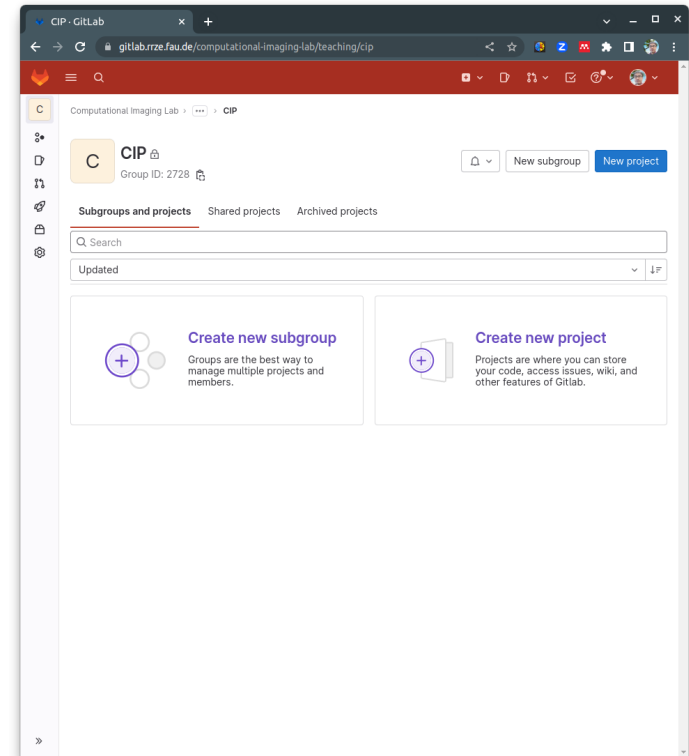 CIP · GitLab
gitlab.rrze.fau.de/computational-imaging-lab/teaching/cip
C
Computational Imaging Lab › ••• › CIP
C
CIP
Group ID: 2728
New subgroup
New project
Subgroups and projects
Shared projects
Archived projects
Search
Updated
Create new subgroup
Groups are the best way to
manage multiple projects and
members.
Create new project
Projects are where you can store
your code, access issues, wiki, and
other features of Gitlab.